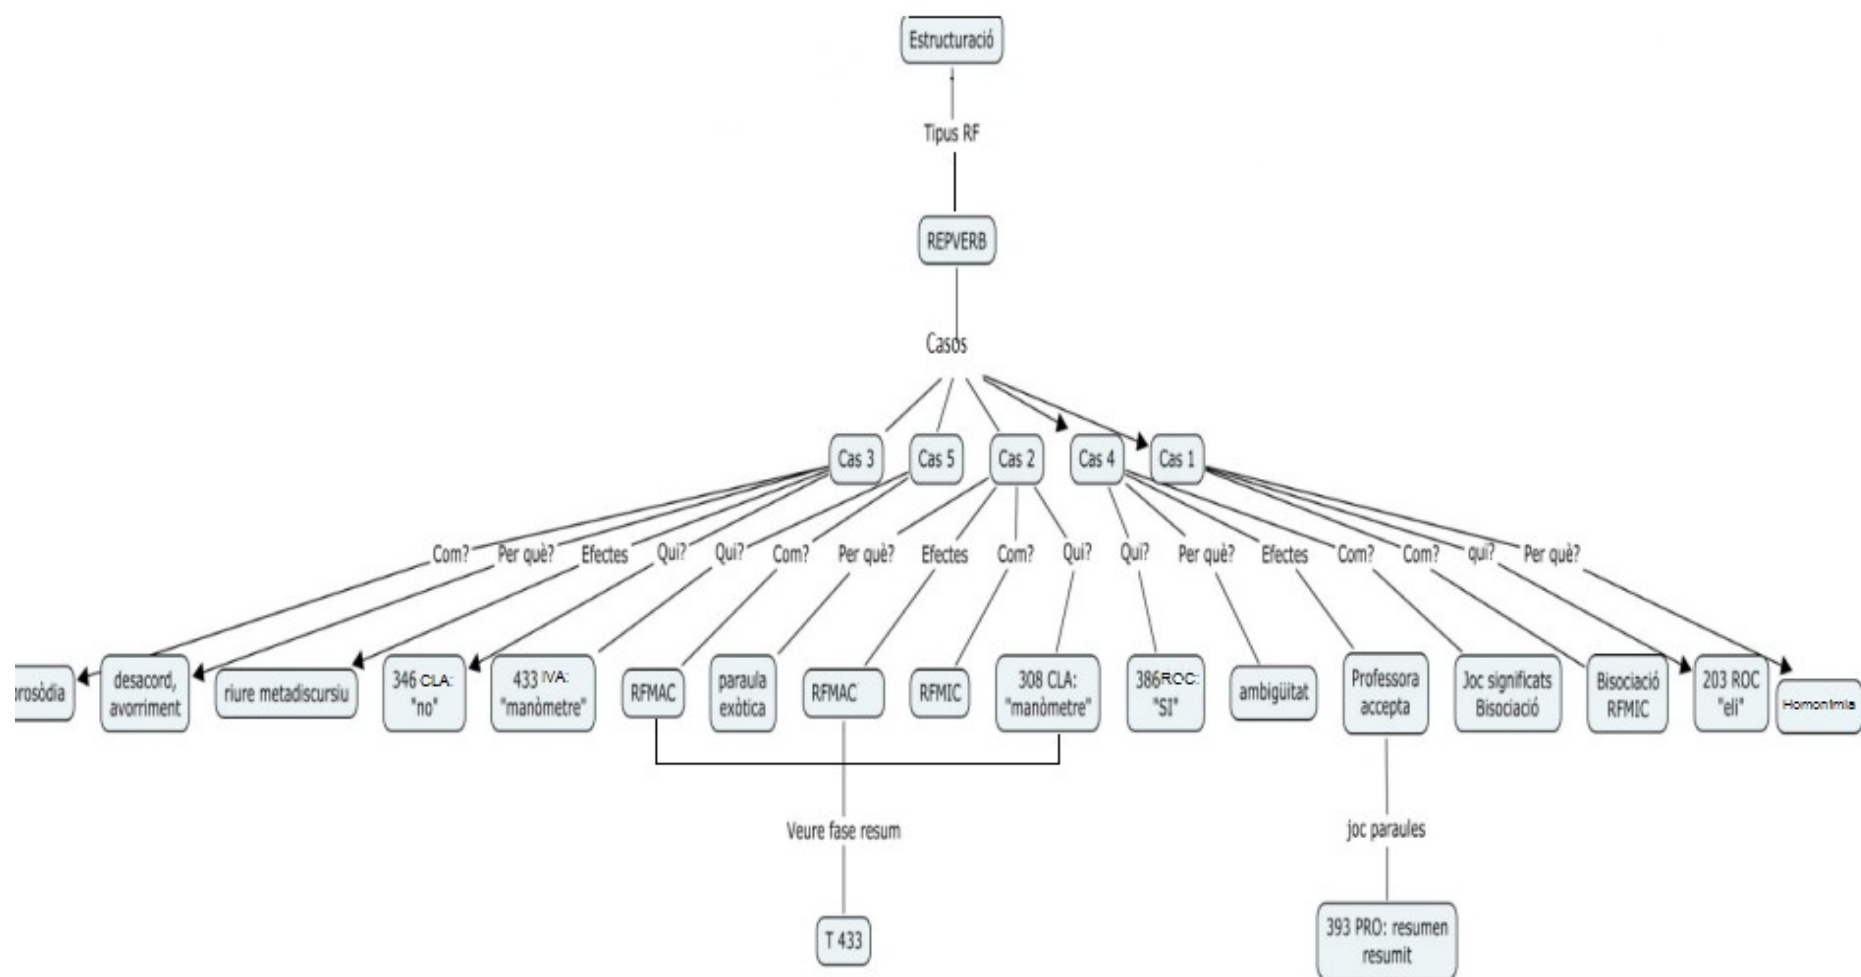 Estructuració
Tipus RF
REPVERB
Casos
Cas 3
Cas 5
Cas 2
Cas 4
Cas 1
Com?
Per què?
Efectes
Qui?
Qui?
Com?
Per què?
Efectes
Com?
Qui?
Qui?
Per què?
Efectes
Com?
Com?
qui?
Per què?
rosòdia
desacord,
avorriment
riure metadiscursiu
346 CLA:
"no"
433 IVA:
"manòmetre"
RFMAC
paraula
exòtica
RFMAC
RFMIC
308 CLA:
"manòmetre"
386ROC:
"SI"
ambigüitat
Professora
accepta
Joc significats
Bisociació
Bisociació
RFMIC
203 ROC
"eli"
Homonímia
Veure fase resum
joc paraules
T 433
393 PRO: resumen
resumit